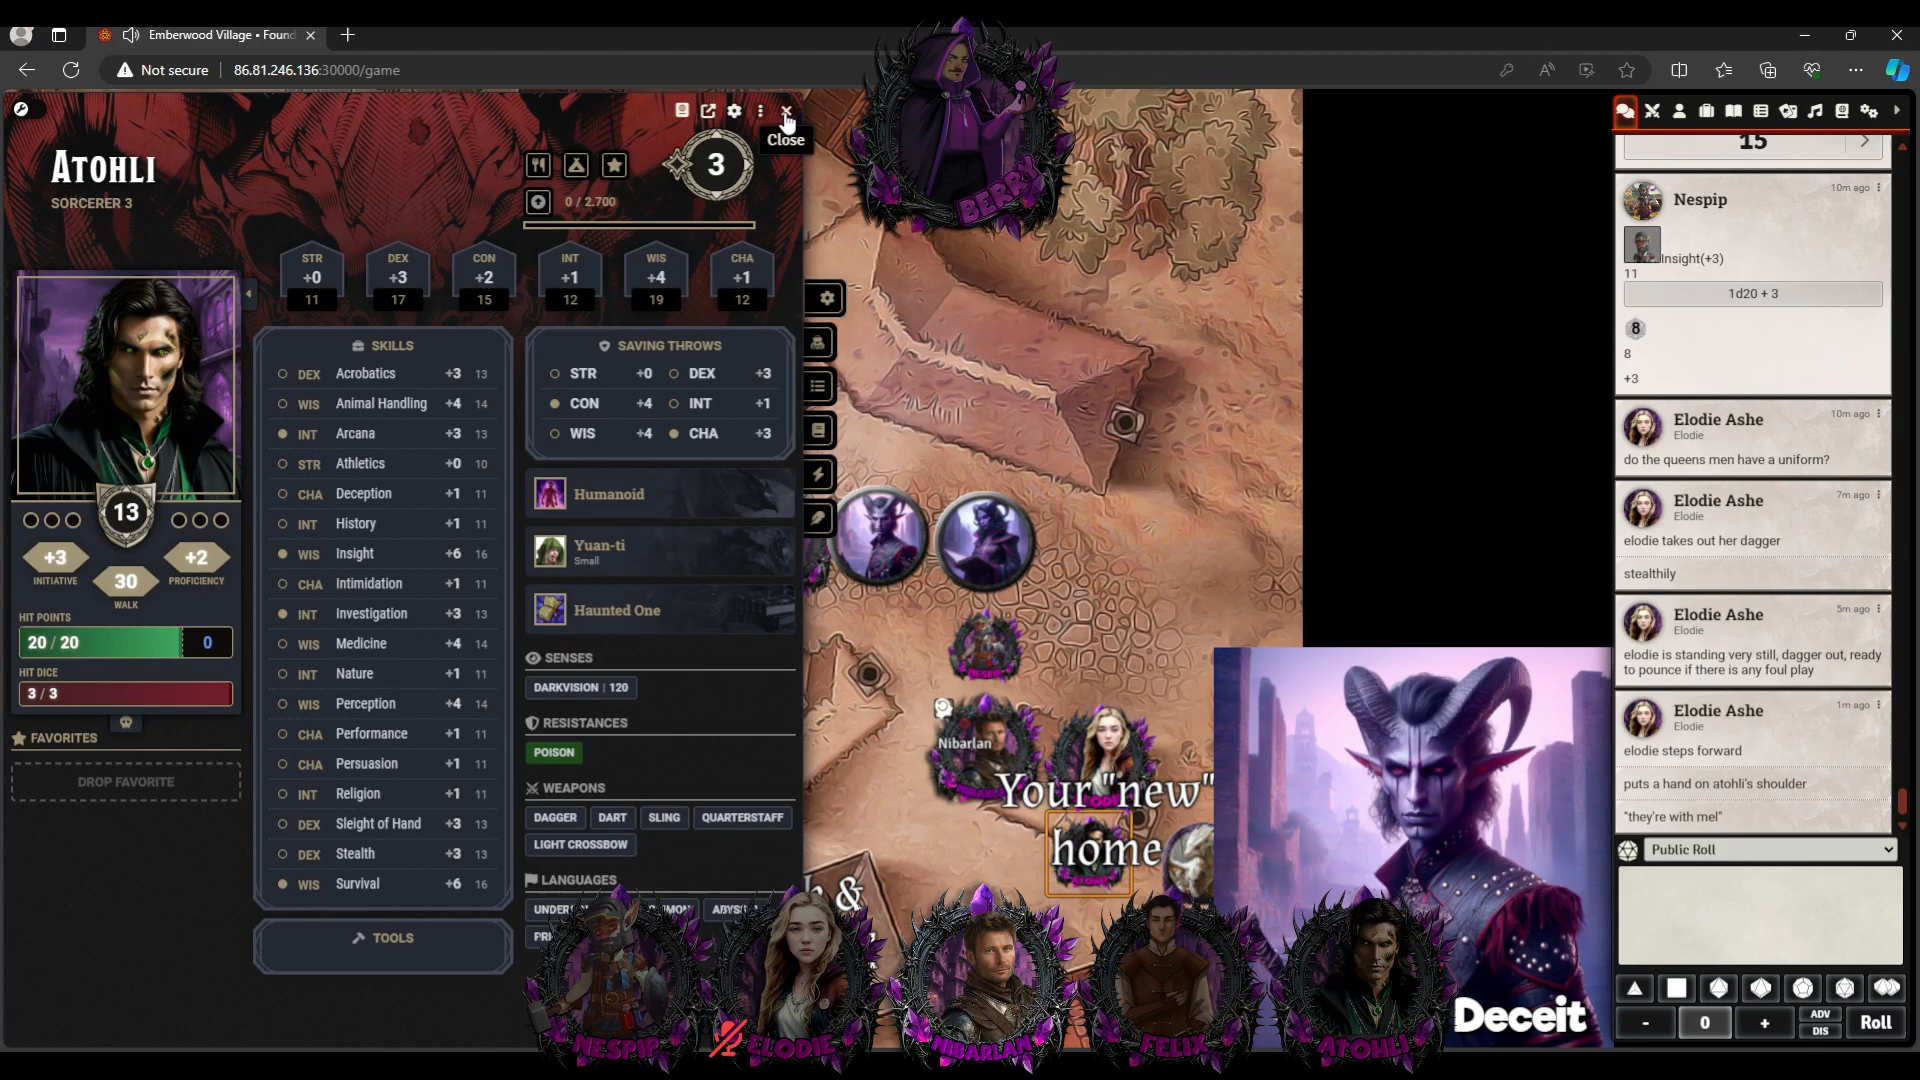 Emberwood Village • Found
Not secure
86.81.246.136:30000/game
BERRY
Close
ATOHLI
SORCERER 3
3
0 / 2.700
STR
+0
11
DEX
+3
17
CON
+2
15
INT
+1
12
WIS
+4
19
CHA
+1
12
13
+3
INITIATIVE
30
WALK
+2
PROFICIENCY
HIT POINTS
20 / 20
0
HIT DICE
3 / 3
FAVORITES
DROP FAVORITE
SKILLS
DEX Acrobatics +3 13
WIS Animal Handling +4 14
INT Arcana +3 13
STR Athletics +0 10
CHA Deception +1 11
INT History +1 11
WIS Insight +6 16
CHA Intimidation +1 11
INT Investigation +3 13
WIS Medicine +4 14
INT Nature +1 11
WIS Perception +4 14
CHA Performance +1 11
CHA Persuasion +1 11
INT Religion +1 11
DEX Sleight of Hand +3 13
DEX Stealth +3 13
WIS Survival +6 16
TOOLS
SAVING THROWS
STR +0 DEX +3
CON +4 INT +1
WIS +4 CHA +3
Humanoid
Yuan-ti
Small
Haunted One
SENSES
DARKVISION | 120
RESISTANCES
POISON
WEAPONS
DAGGER DART SLING QUARTERSTAFF
LIGHT CROSSBOW
LANGUAGES
NESPIP
Nibarlan
Your "new"
home
ATOHLI
&
NESPIP
ELODIE
NIBARLAN
FELIX
ATOHLI
Deceit
15
Nespip
10m ago
Insight(+3)
11
1d20 + 3
8
8
+3
Elodie Ashe
10m ago
Elodie
do the queens men have a uniform?
Elodie Ashe
7m ago
Elodie
elodie takes out her dagger
stealthily
Elodie Ashe
5m ago
Elodie
elodie is standing very still, dagger out, ready
to pounce if there is any foul play
Elodie Ashe
1m ago
Elodie
elodie steps forward
puts a hand on atohli's shoulder
"they're with me!"
Public Roll
-
0
+
ADV
DIS
Roll